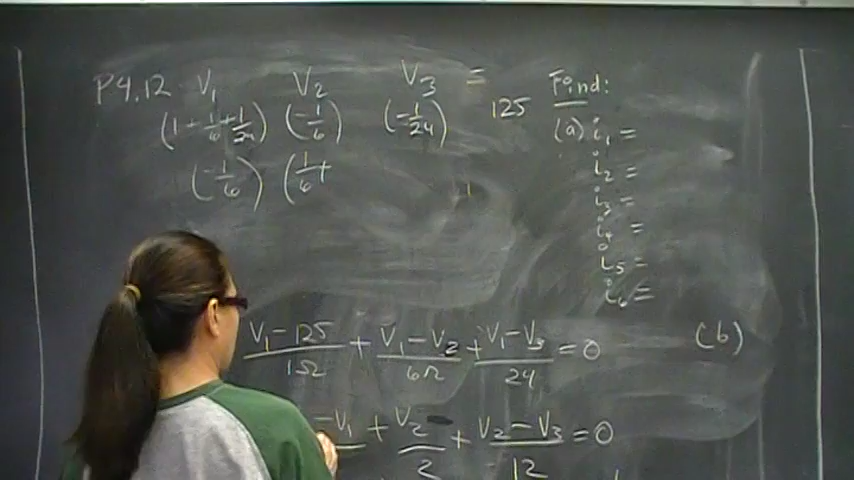 P4.12 V₁ V₂ V₃ =
(1 + 1/6 + 1/24) (-1/6) (-1/24) 125
(-1/6) (1/6 +
Find:
(a) i₁ =
i₂ =
i₃ =
i₄ =
i₅ =
i₆ =
(V₁ - 125)/1Ω + (V₁ - V₂)/6Ω + (V₁ - V₃)/24 = 0
(b)
- V₁ + V₂/2 + (V₂ - V₃)/12 = 0